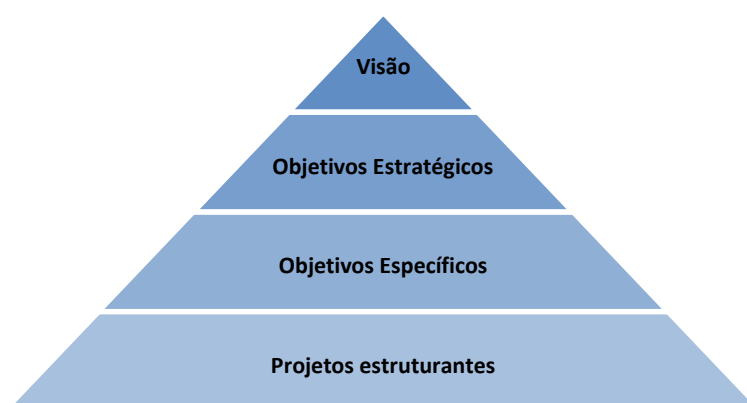 Visão
Objetivos Estratégicos
Objetivos Específicos
Projetos estruturantes